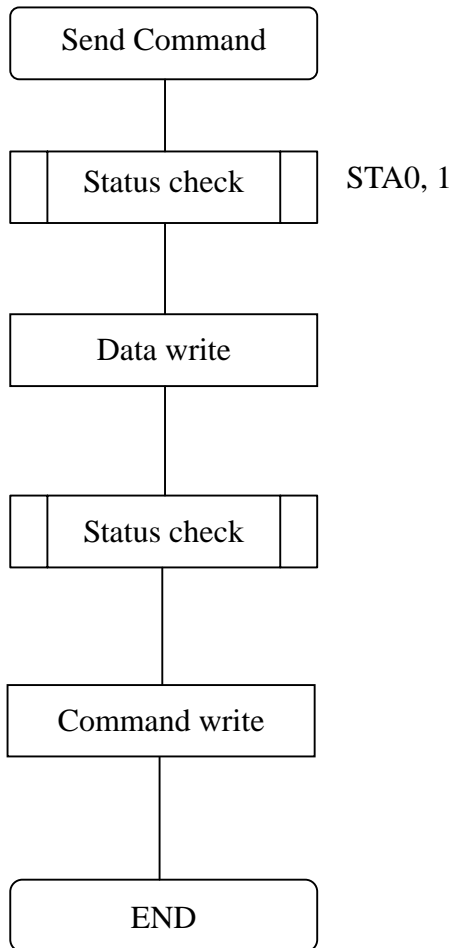 Send Command
Status check
STA0, 1
Data write
Status check
Command write
END